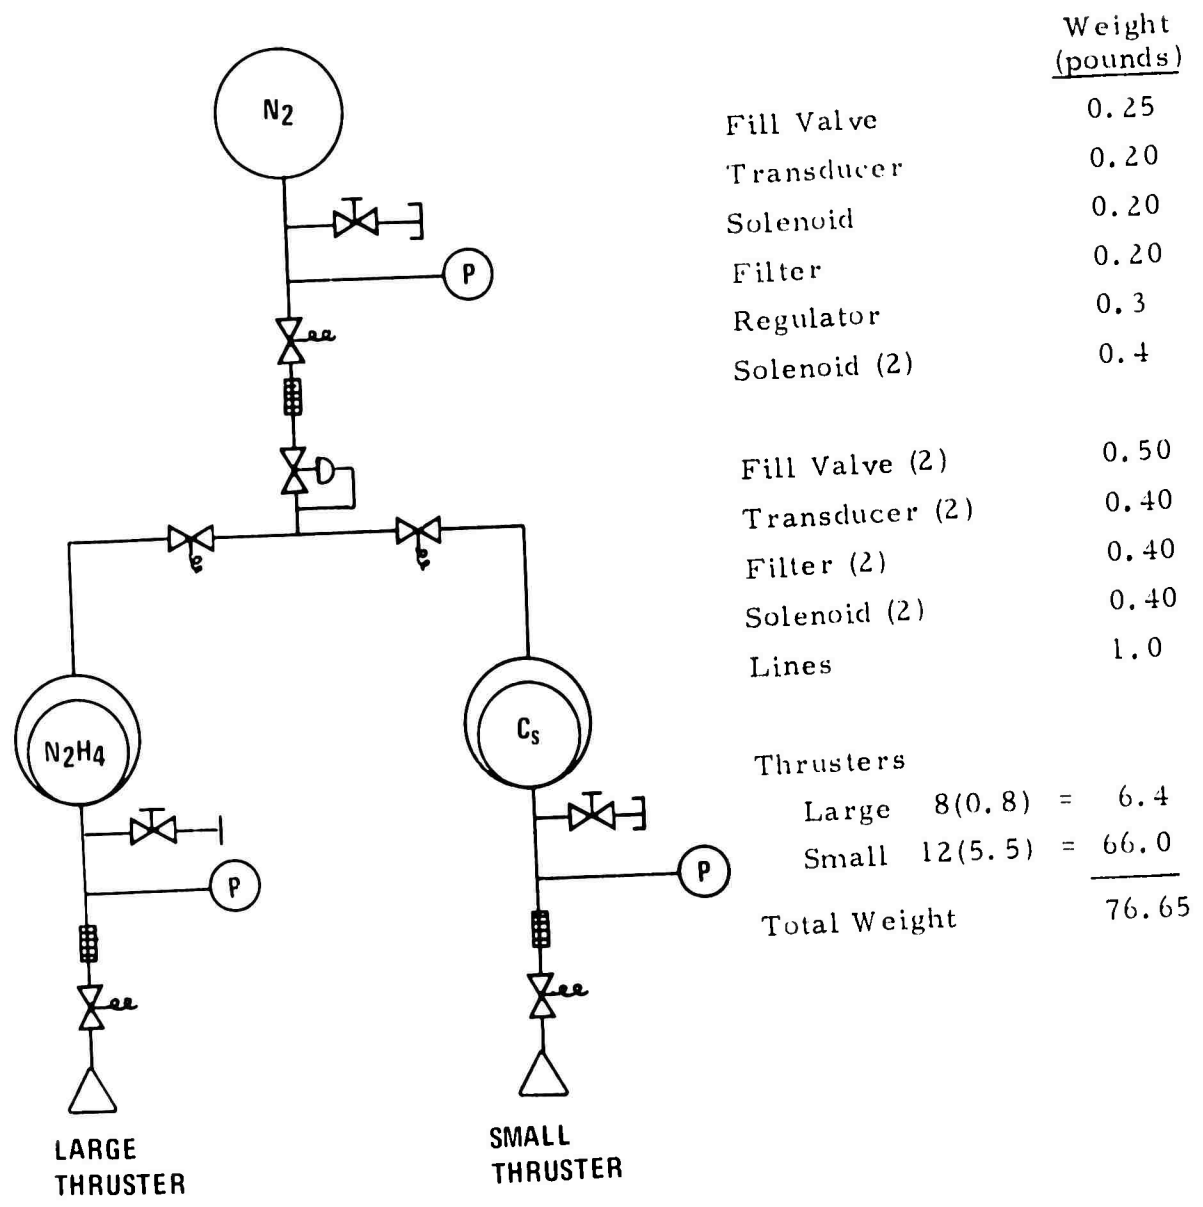 Weight
(pounds)
Fill Valve 0.25
Transducer 0.20
Solenoid 0.20
Filter 0.20
Regulator 0.3
Solenoid (2) 0.4
Fill Valve (2) 0.50
Transducer (2) 0.40
Filter (2) 0.40
Solenoid (2) 0.40
Lines 1.0
Thrusters
Large 8(0.8) = 6.4
Small 12(5.5) = 66.0
Total Weight 76.65
N2
P
N2H4
Cs
P
P
LARGE
THRUSTER
SMALL
THRUSTER